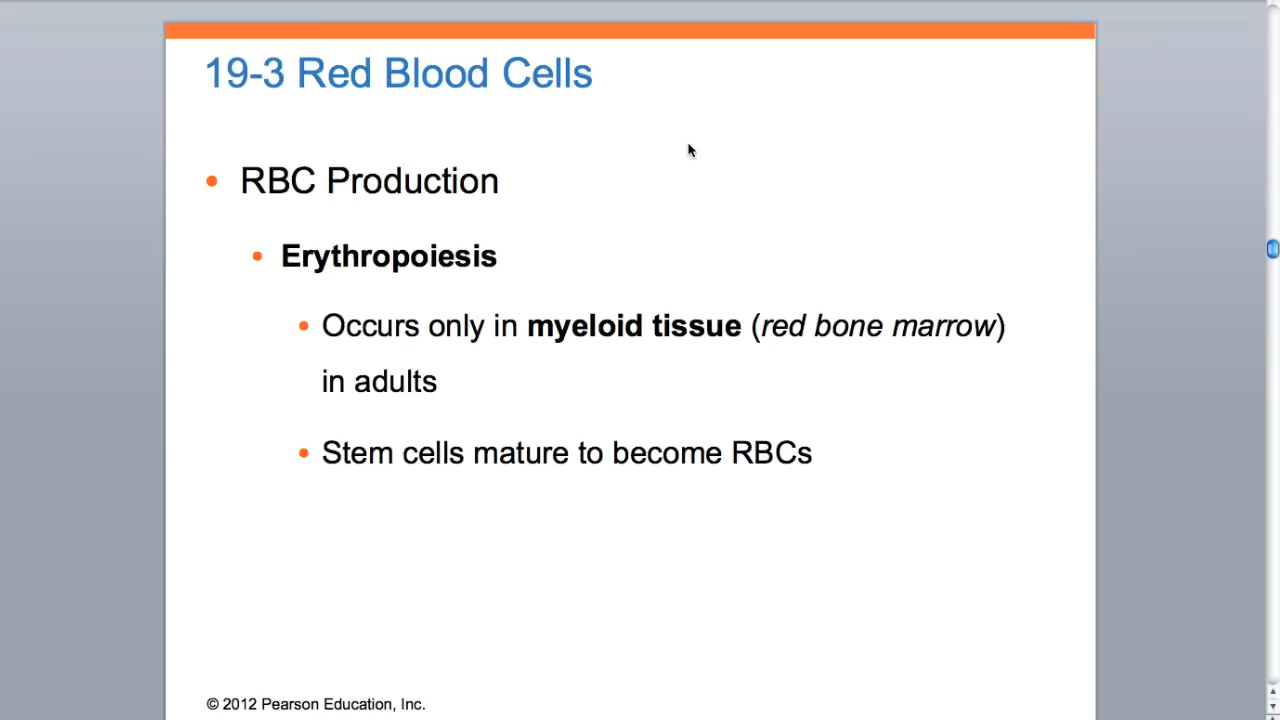 19-3 Red Blood Cells
• RBC Production
• Erythropoiesis
• Occurs only in myeloid tissue (red bone marrow)
in adults
• Stem cells mature to become RBCs
© 2012 Pearson Education, Inc.